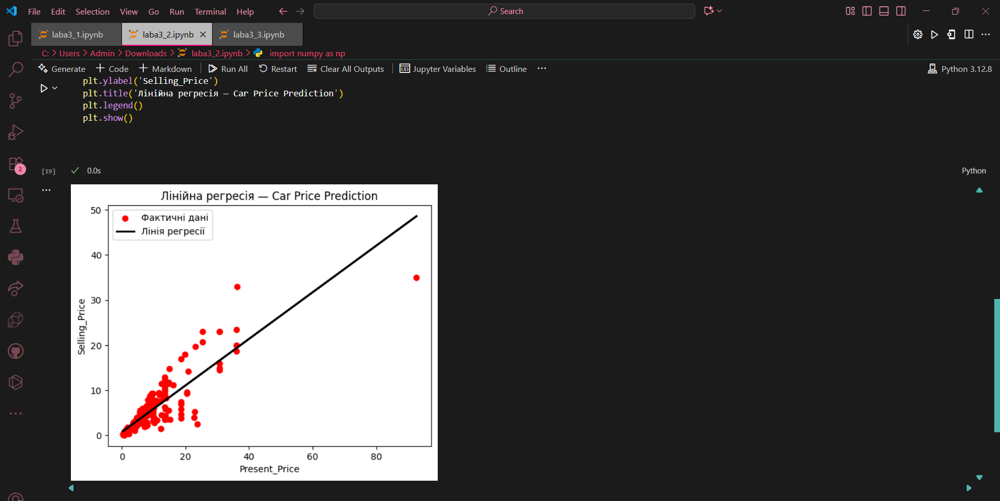 File Edit Selection View Go Run Terminal Help
Search
laba3_1.ipynb laba3_2.ipynb laba3_3.ipynb
C: > Users > Admin > Downloads > laba3_2.ipynb > import numpy as np
Generate + Code + Markdown Run All Restart Clear All Outputs Jupyter Variables Outline ... Python 3.12.8
plt.ylabel('Selling_Price')
plt.title('Лінійна регресія — Car Price Prediction')
plt.legend()
plt.show()
2
[19] 0.0s Python
Лінійна регресія — Car Price Prediction
Фактичні дані
Лінія регресії
50
40
30
20
10
0
Selling_Price
0 20 40 60 80
Present_Price